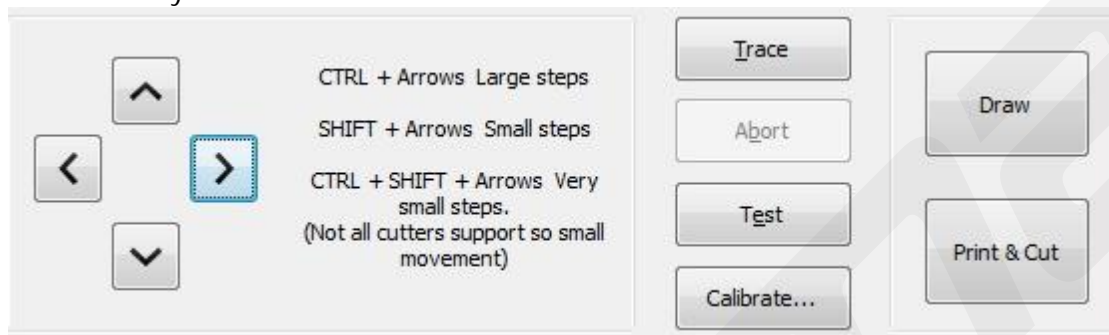 CTRL + Arrows Large steps
SHIFT + Arrows Small steps
CTRL + SHIFT + Arrows Very
small steps.
(Not all cutters support so small
movement)
Trace
Abort
Test
Calibrate...
Draw
Print & Cut